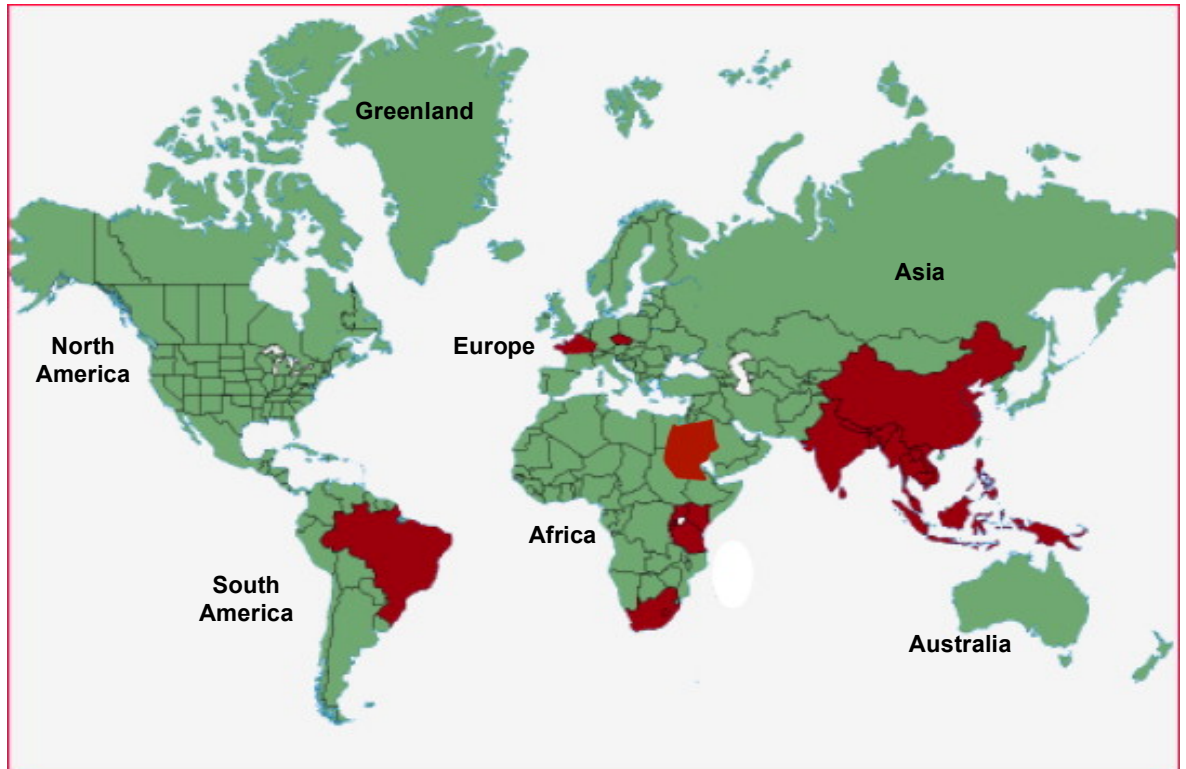 Greenland
Asia
North
America
Europe
Africa
South
America
Australia